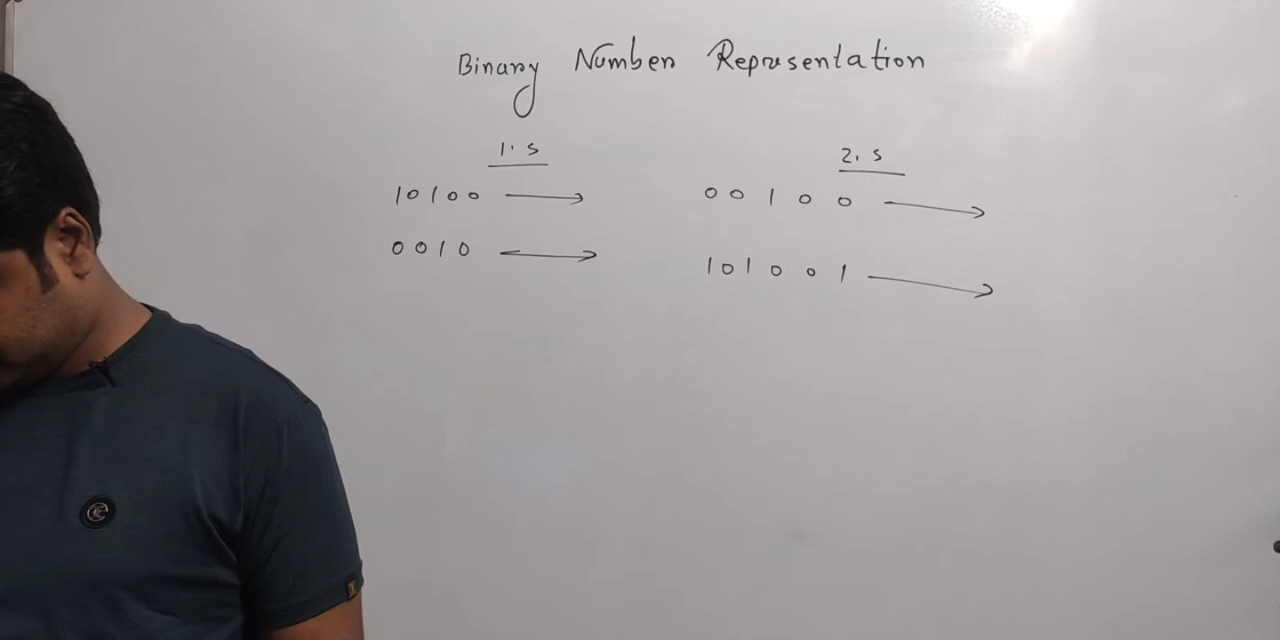 Binary Number Representation
1. s
10100 →
0010 ←→
2. s
00100 →
101001 →